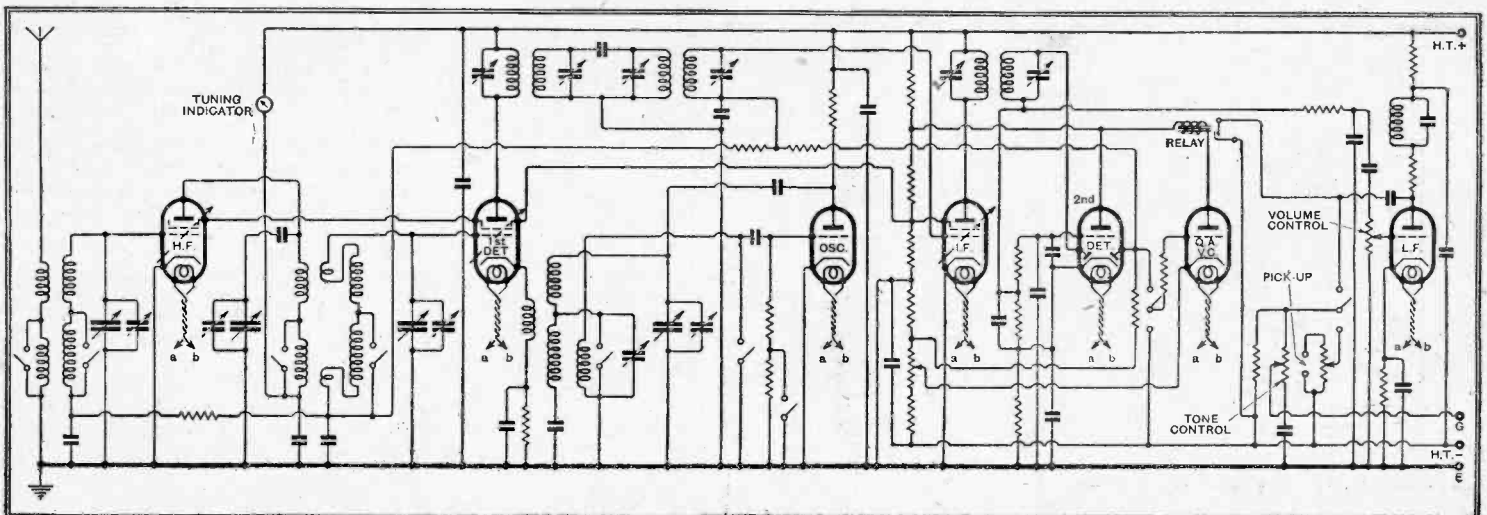 H.T.+
TUNING
INDICATOR
RELAY
2nd
H.F.
1st
DET.
OSC.
I.F.
DET.
Q.A.
V.C.
L.F.
VOLUME
CONTROL
PICK-UP
a b
a b
a b
a b
a b
a b
a b
TONE
CONTROL
G
H.T.-
E